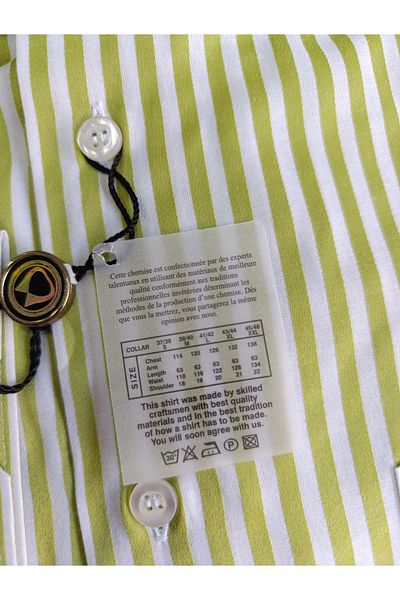 Cette chemise est confectionnée par des experts
talentueux en utilisant des matériaux de meilleure
qualité conformément aux traditions
professionnelles invétérées déterminant les
méthodes de la production d'une chemise. Dès
que vous la mettrez, vous partagerez la même
opinion avec nous.
COLLAR 37/38 39/40 41/42 43/44 45/46
S M L XL XXL
SIZE
Chest 114 120 126 132 138
Arm
Length 63 63 63 63 63
Waist 110 116 122 128 134
Shoulder 18 19 20 21 22
This shirt was made by skilled
craftsmen with best quality
materials and in the best tradition
of how a shirt has to be made.
You will soon agree with us.
30° P